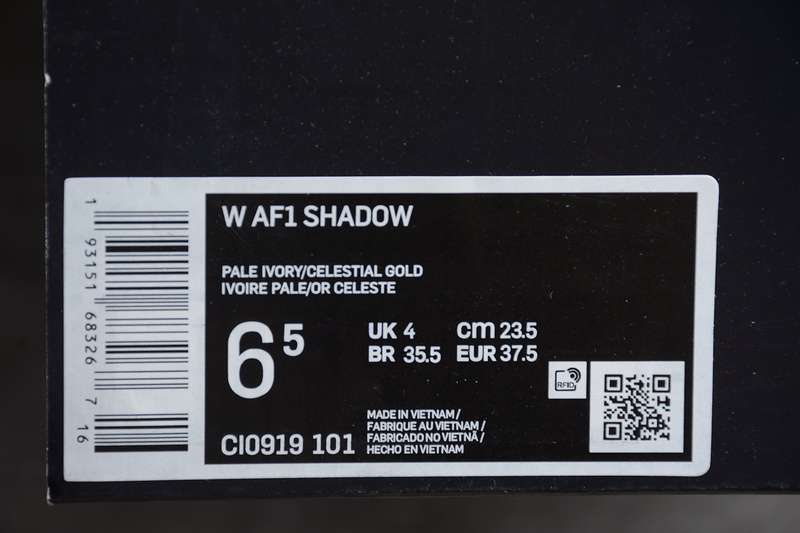 W AF1 SHADOW
PALE IVORY/CELESTIAL GOLD
IVOIRE PALE/OR CELESTE
6 5
UK 4 cm 23.5
BR 35.5 EUR 37.5
RFID
CI0919 101
MADE IN VIETNAM /
FABRIQUE AU VIETNAM /
FABRICADO NO VIETNÃ /
HECHO EN VIETNAM
1 93151 68326 7 16